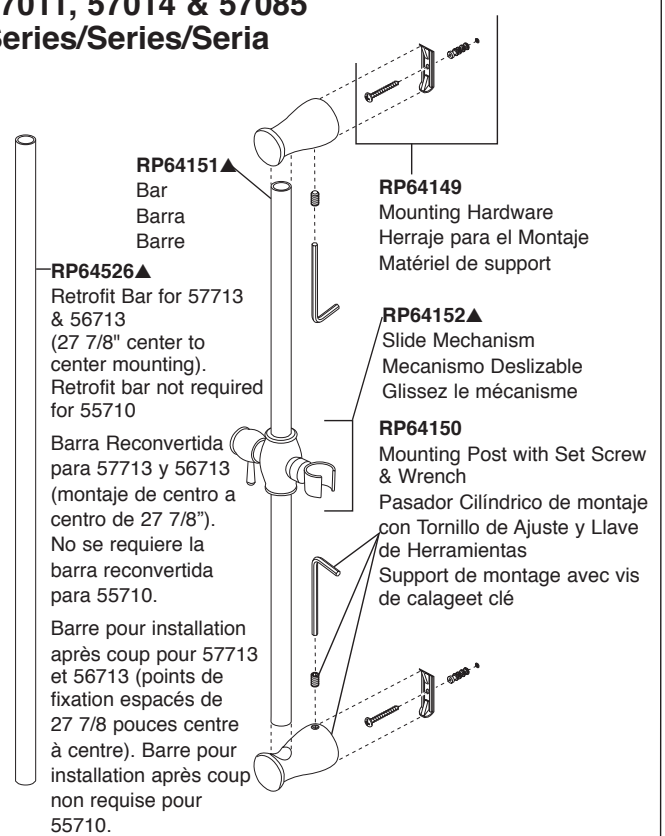 7011, 57014 & 57085
Series/Series/Seria
RP64151▲
Bar
Barra
Barre
RP64526▲
Retrofit Bar for 57713
& 56713
(27 7/8" center to
center mounting).
Retrofit bar not required
for 55710
Barra Reconvertida
para 57713 y 56713
(montaje de centro a
centro de 27 7/8”).
No se requiere la
barra reconvertida
para 55710.
Barre pour installation
après coup pour 57713
et 56713 (points de
fixation espacés de
27 7/8 pouces centre
à centre). Barre pour
installation après coup
non requise pour
55710.
RP64149
Mounting Hardware
Herraje para el Montaje
Matériel de support
RP64152▲
Slide Mechanism
Mecanismo Deslizable
Glissez le mécanisme
RP64150
Mounting Post with Set Screw
& Wrench
Pasador Cilíndrico de montaje
con Tornillo de Ajuste y Llave
de Herramientas
Support de montage avec vis
de calageet clé